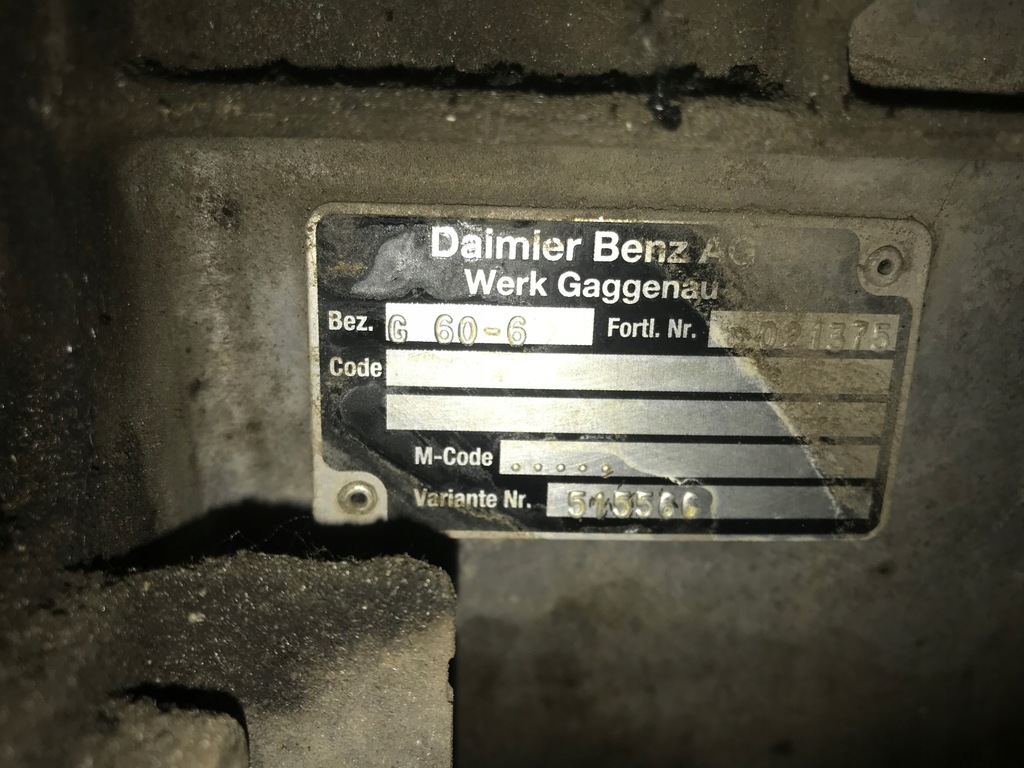 Daimler Benz AG
Werk Gaggenau
Bez. G 60-6 Fortl. Nr.
Code
M-Code .....
Variante Nr.